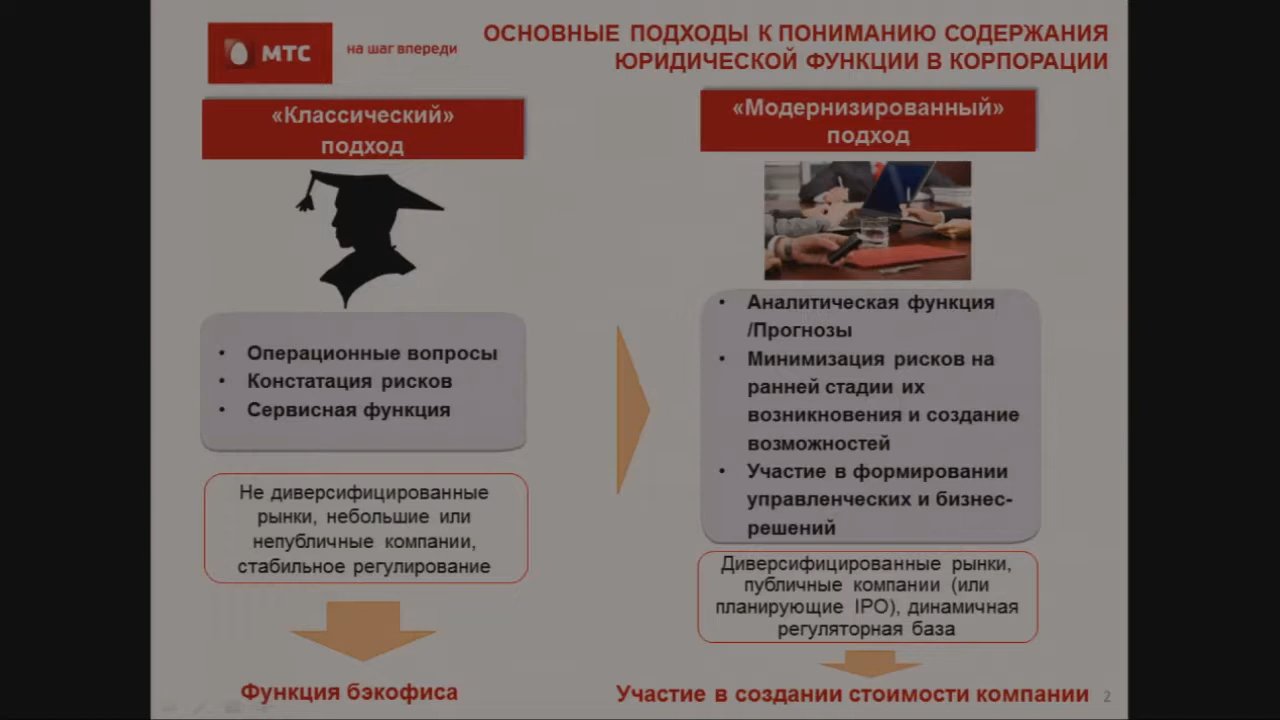 МТС
на шаг впереди
ОСНОВНЫЕ ПОДХОДЫ К ПОНИМАНИЮ СОДЕРЖАНИЯ
ЮРИДИЧЕСКОЙ ФУНКЦИИ В КОРПОРАЦИИ
«Классический»
подход
• Операционные вопросы
• Констатация рисков
• Сервисная функция
Не диверсифицированные
рынки, небольшие или
непубличные компании,
стабильное регулирование
Функция бэкофиса
«Модернизированный»
подход
• Аналитическая функция
/Прогнозы
• Минимизация рисков на
ранней стадии их
возникновения и создание
возможностей
• Участие в формировании
управленческих и бизнес-
решений
Диверсифицированные рынки,
публичные компании (или
планирующие IPO), динамичная
регуляторная база
Участие в создании стоимости компании
2